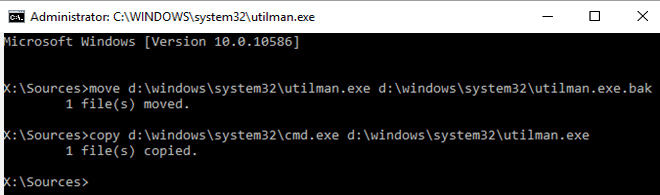 Administrator: C:\WINDOWS\system32\utilman.exe
Microsoft Windows [Version 10.0.10586]
X:\Sources>move d:\windows\system32\utilman.exe d:\windows\system32\utilman.exe.bak
1 file(s) moved.
X:\Sources>copy d:\windows\system32\cmd.exe d:\windows\system32\utilman.exe
1 file(s) copied.
X:\Sources>